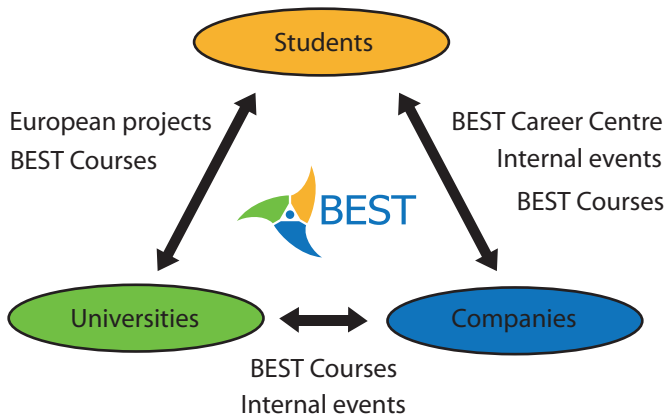 Students
European projects
BEST Courses
BEST Career Centre
Internal events
BEST Courses
BEST
Universities
Companies
BEST Courses
Internal events